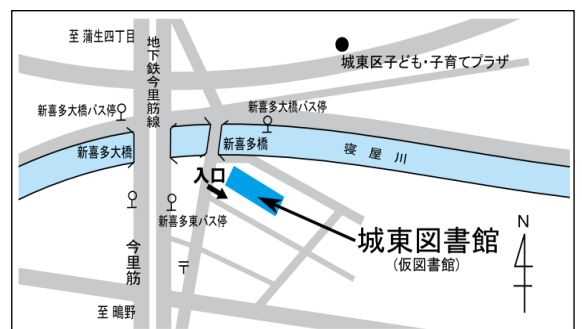 至 蒲生四丁目
地下鉄今里筋線
城東区子ども・子育てプラザ
新喜多大橋バス停
新喜多大橋バス停
新喜多大橋
新喜多橋
寝屋川
入口
新喜多東バス停
城東図書館
(仮図書館)
N
今里筋
〒
至 鴫野